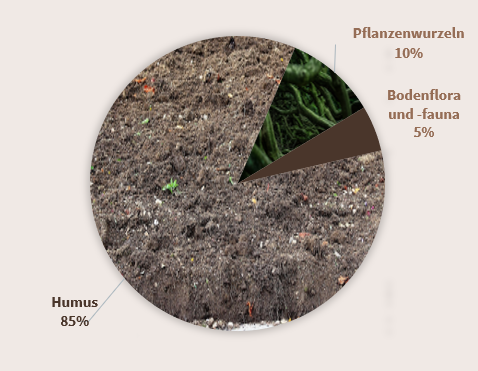 Pflanzenwurzeln
10%
Bodenflora
und -fauna
5%
Humus
85%